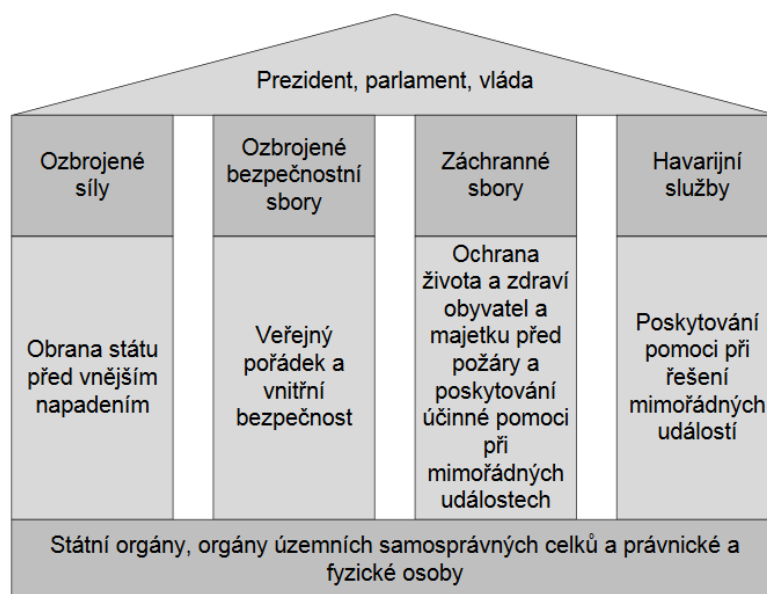 Prezident, parlament, vláda
Ozbrojené
síly
Ozbrojené
bezpečnostní
sbory
Záchranné
sbory
Havarijní
služby
Obrana státu
před vnějším
napadením
Veřejný
pořádek a
vnitřní
bezpečnost
Ochrana
života a zdraví
obyvatel a
majetku před
požáry a
poskytování
účinné pomoci
při
mimořádných
událostech
Poskytování
pomoci při
řešení
mimořádných
událostí
Státní orgány, orgány územních samosprávných celků a právnické a
fyzické osoby